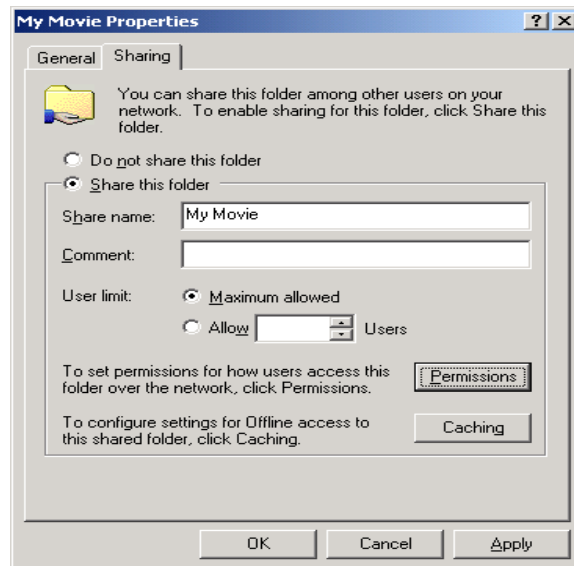 My Movie Properties
General Sharing
You can share this folder among other users on your
network. To enable sharing for this folder, click Share this
folder.
Do not share this folder
Share this folder
Share name: My Movie
Comment:
User limit: Maximum allowed
Allow Users
To set permissions for how users access this
folder over the network, click Permissions.
Permissions
To configure settings for Offline access to
this shared folder, click Caching.
Caching
OK Cancel Apply